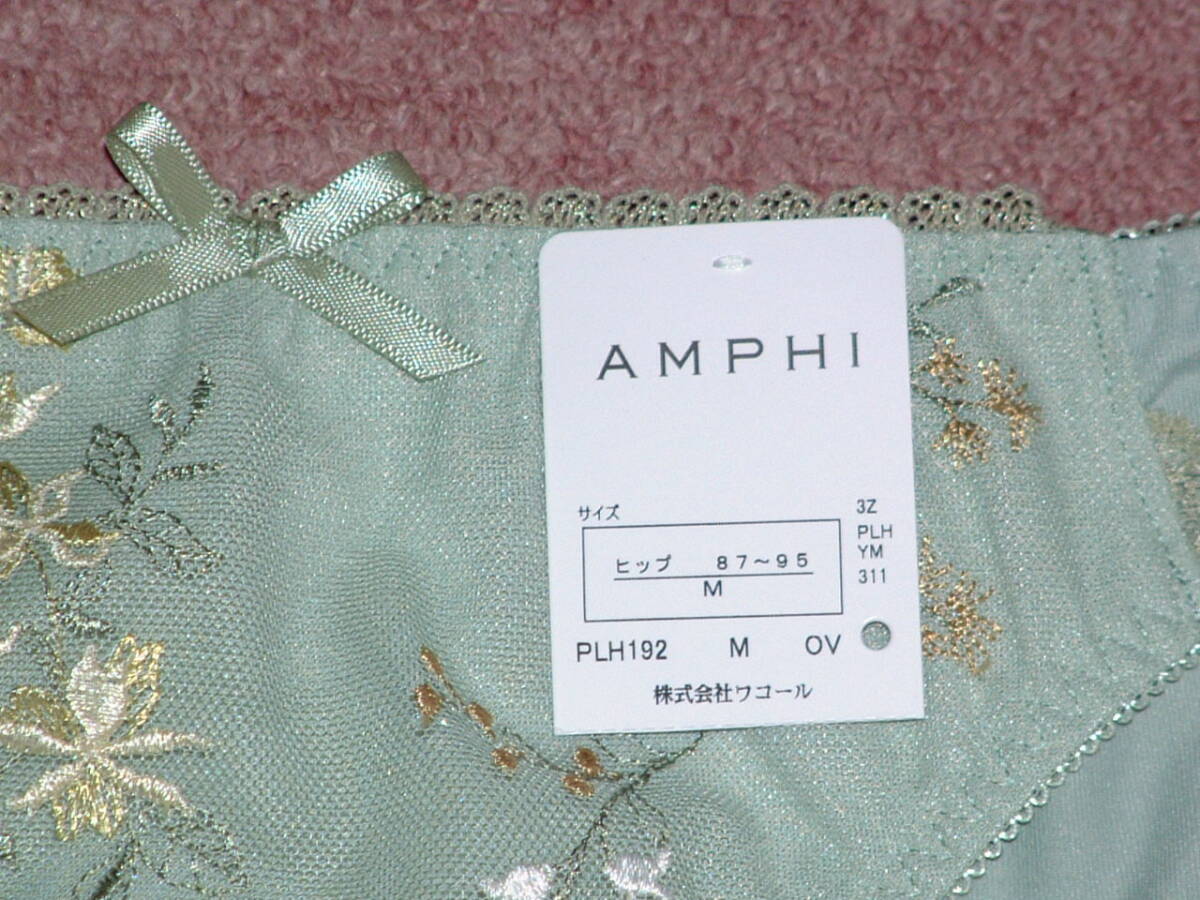 AMPHI
サイズ
3Z
PLH
YM
311
ヒップ 87~95
M
PLH192 M OV
株式会社ワコール